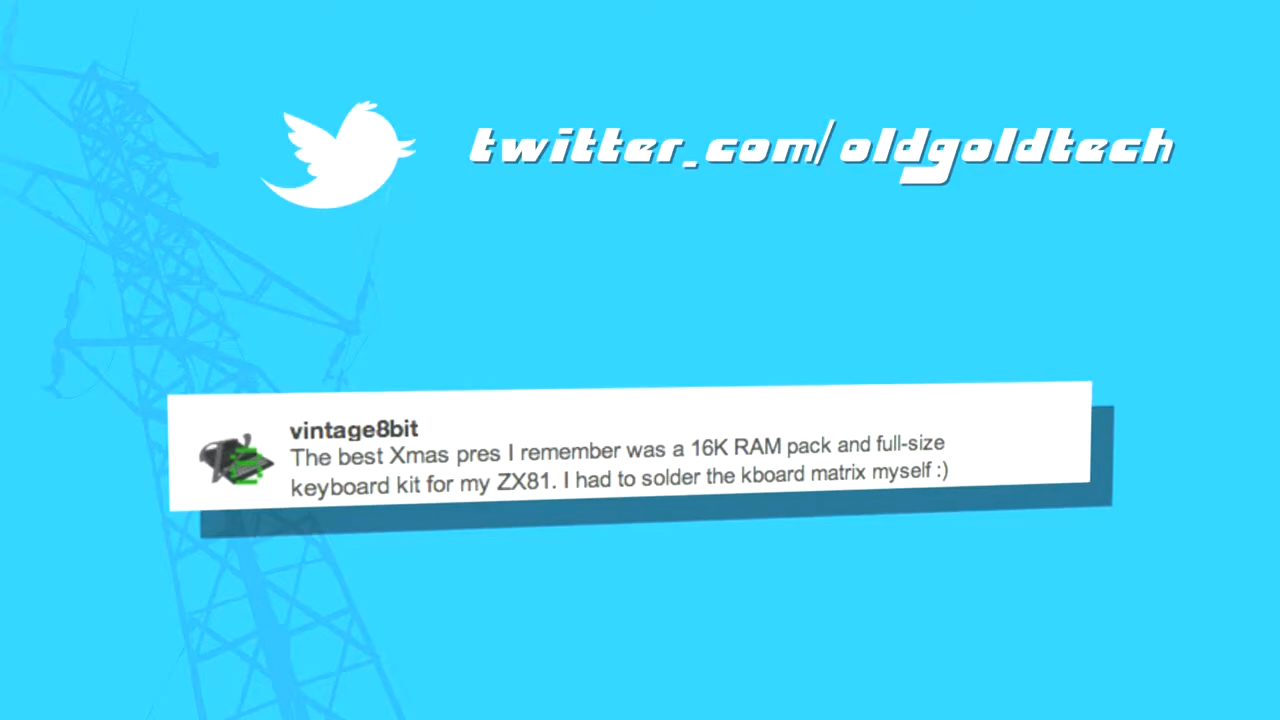 twitter.com/oldgoldtech
vintage8bit
The best Xmas pres I remember was a 16K RAM pack and full-size
keyboard kit for my ZX81. I had to solder the kboard matrix myself :)